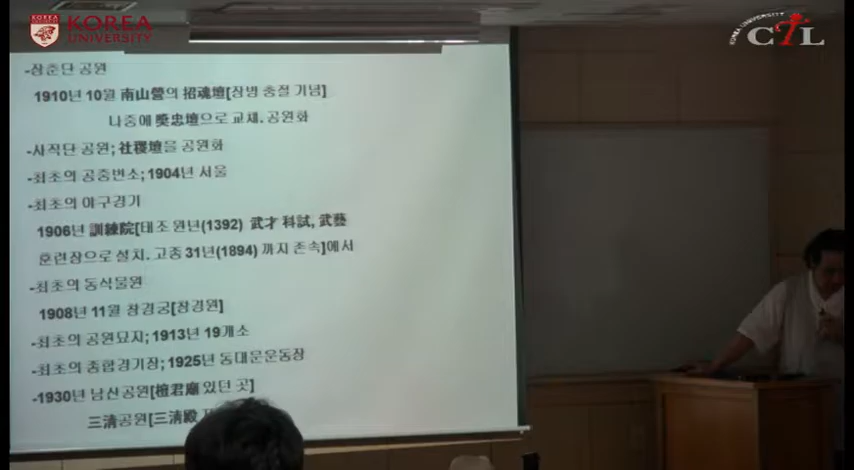 KOREA
UNIVERSITY
KOREA UNIVERSITY
CTL
-장춘단 공원
1910년 10월 南山營의 招魂壇[장병 충절 기념]
나중에 奬忠壇으로 교체. 공원화
-사직단 공원; 社稷壇을 공원화
-최초의 공중변소; 1904년 서울
-최초의 야구경기
1906년 訓練院[태조 원년(1392) 武才 科試, 武藝
훈련장으로 설치. 고종 31년(1894) 까지 존속]에서
-최초의 동식물원
1908년 11월 창경궁[창경원]
-최초의 공원묘지; 1913년 19개소
-최초의 종합경기장; 1925년 동대문운동장
-1930년 남산공원[檀君廟 있던 곳]
三淸공원[三淸殿